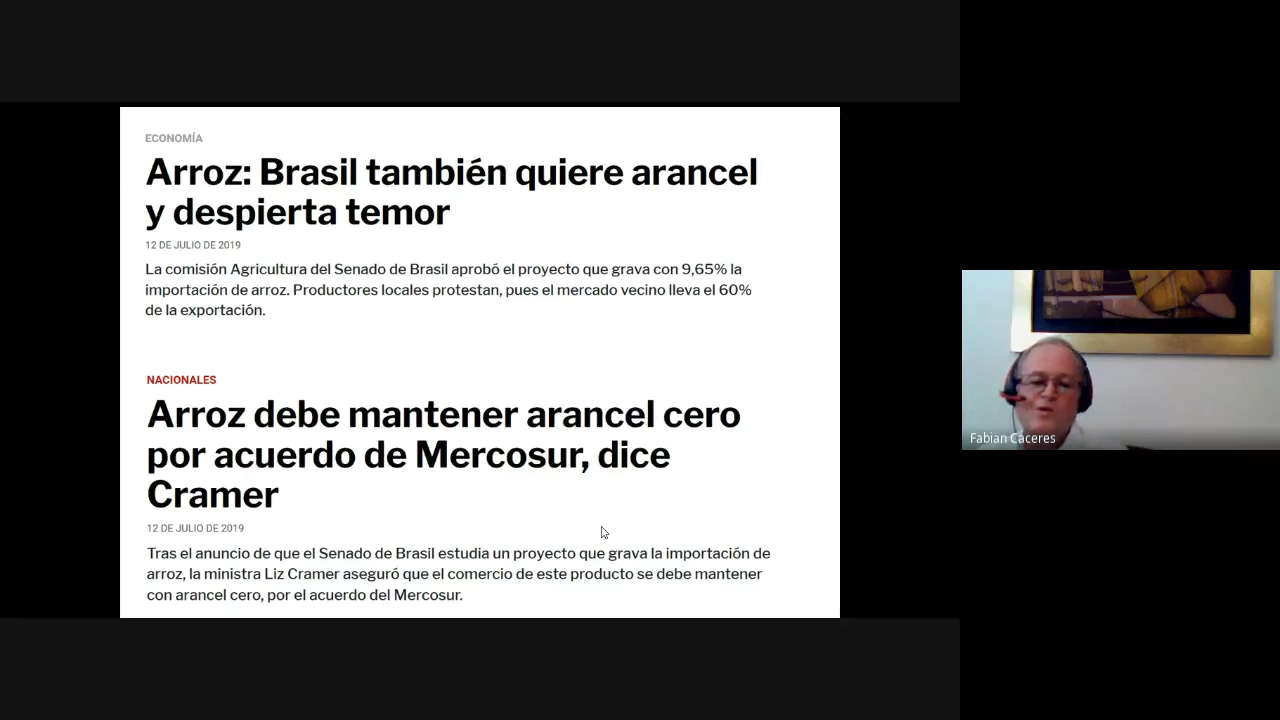 ECONOMÍA
Arroz: Brasil también quiere arancel
y despierta temor
12 DE JULIO DE 2019
La comisión Agricultura del Senado de Brasil aprobó el proyecto que grava con 9,65% la
importación de arroz. Productores locales protestan, pues el mercado vecino lleva el 60%
de la exportación.
NACIONALES
Arroz debe mantener arancel cero
por acuerdo de Mercosur, dice
Cramer
12 DE JULIO DE 2019
Tras el anuncio de que el Senado de Brasil estudia un proyecto que grava la importación de
arroz, la ministra Liz Cramer aseguró que el comercio de este producto se debe mantener
con arancel cero, por el acuerdo del Mercosur.
Fabian Caceres